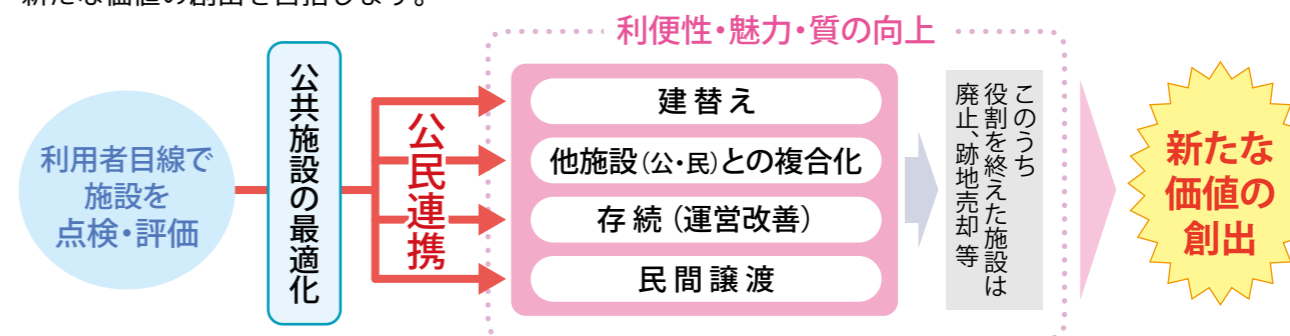 新たな価値の創出を目指します。
利用者目線で
施設を
点検・評価
公共施設の最適化
公民連携
利便性・魅力・質の向上
建替え
他施設(公・民)との複合化
存続(運営改善)
民間譲渡
このうち
役割を終えた施設は
廃止、跡地売却 等
新たな
価値の
創出